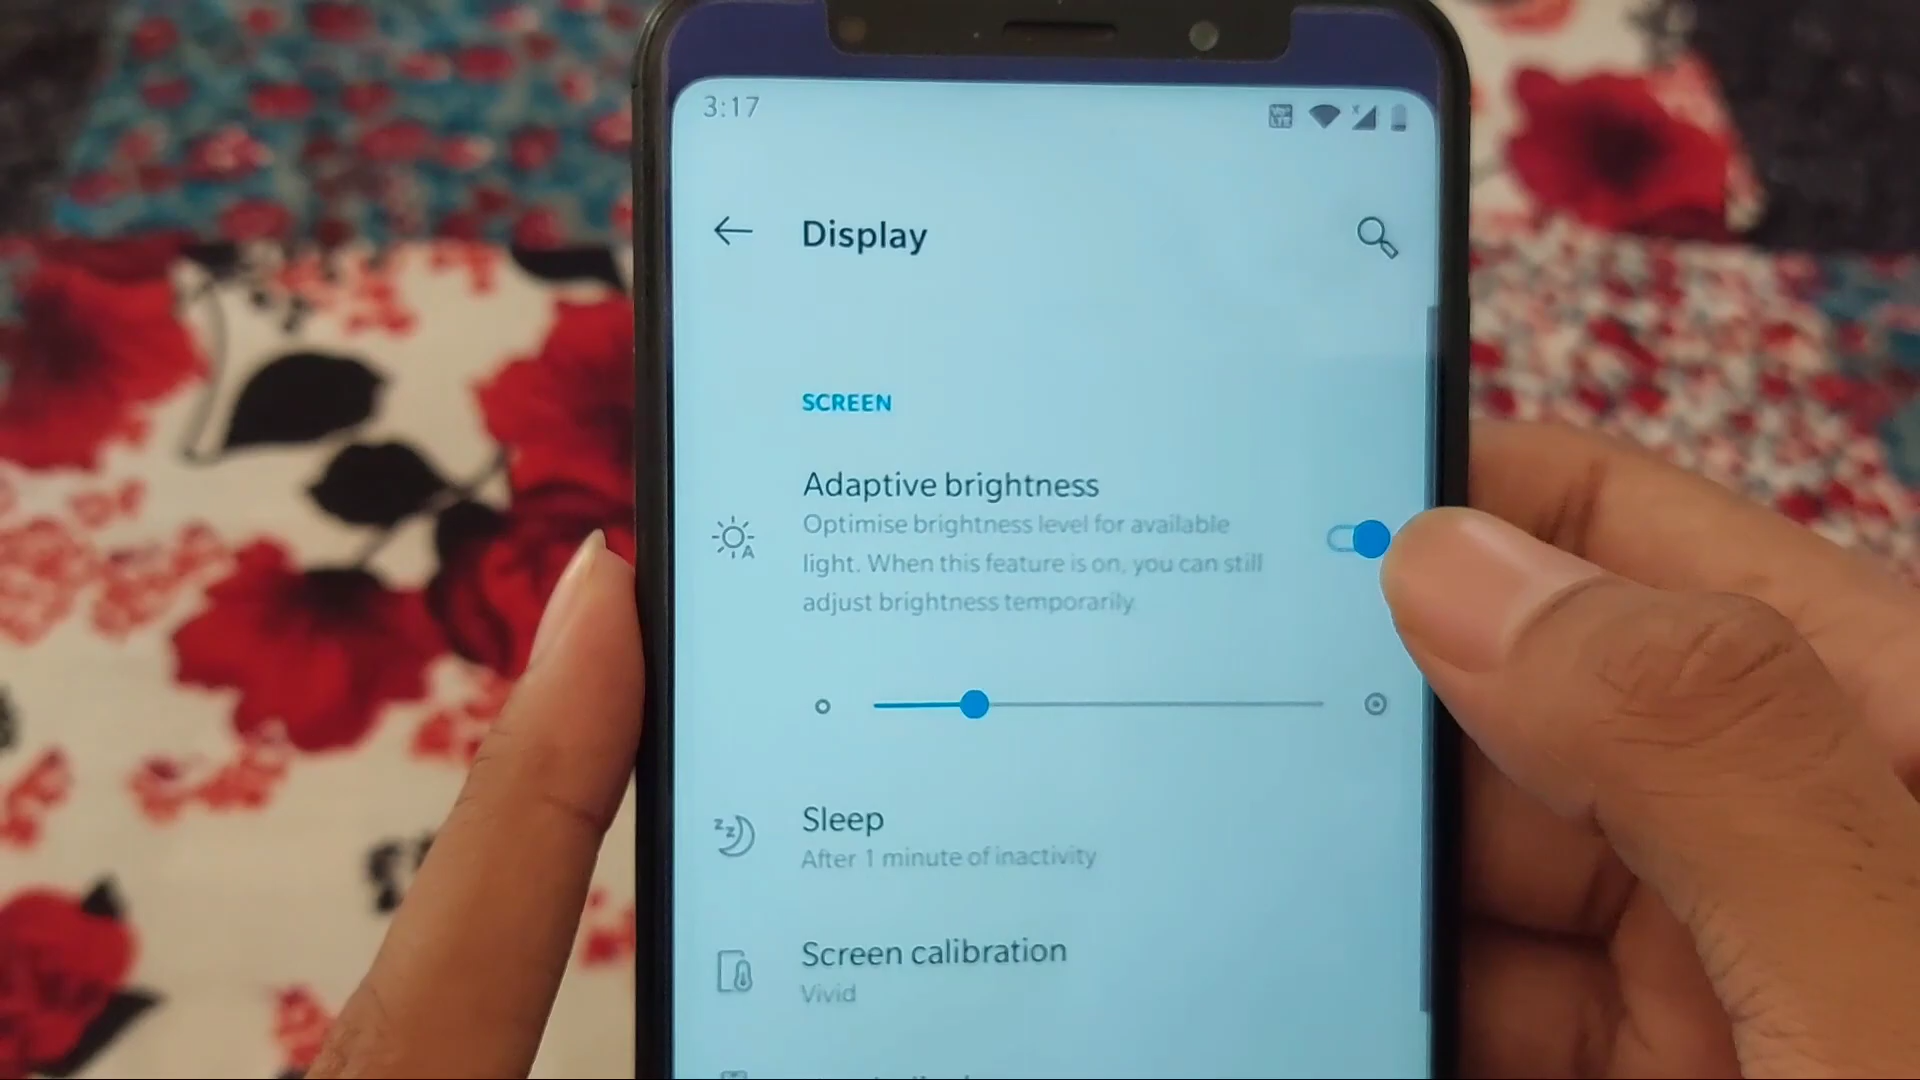 3:17
Display
SCREEN
Adaptive brightness
Optimise brightness level for available
light. When this feature is on, you can still
adjust brightness temporarily
Sleep
After 1 minute of inactivity
Screen calibration
Vivid